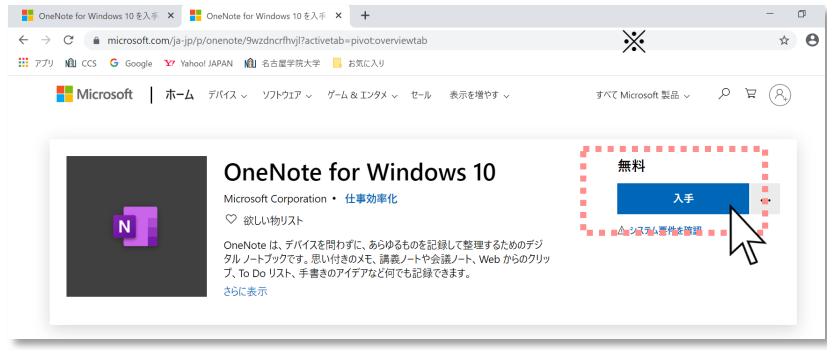 OneNote for Windows 10 を入手
OneNote for Windows 10 を入手
microsoft.com/ja-jp/p/onenote/9wzdncrfhvjl?activetab=pivot:overviewtab
※
アプリ CCS Google Yahoo! JAPAN 名古屋学院大学 お気に入り
Microsoft ホーム デバイス ソフトウェア ゲーム & エンタメ セール 表示を増やす すべて Microsoft 製品
OneNote for Windows 10
無料
Microsoft Corporation • 仕事効率化
入手
欲しい物リスト
システム要件を確認
OneNote は、デバイスを問わずに、あらゆるものを記録して整理するためのデジ
タル ノートブックです。思い付きのメモ、講義ノートや会議ノート、Web からのクリッ
プ、To Do リスト、手書きのアイデアなど何でも記録できます。
さらに表示
N